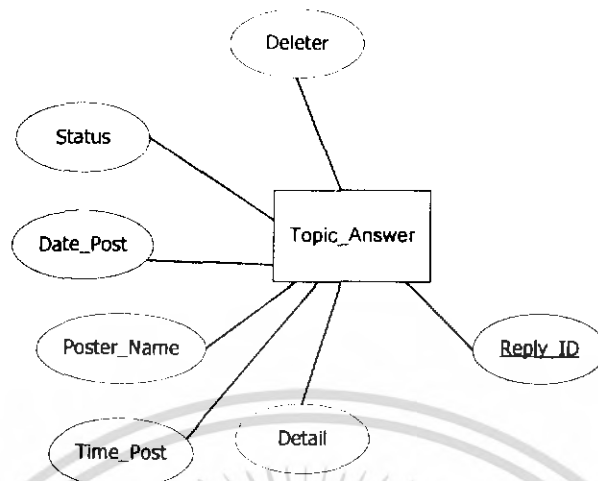 Deleter
Status
Topic_Answer
Date_Post
Poster_Name
Reply_ID
Detail
Time_Post